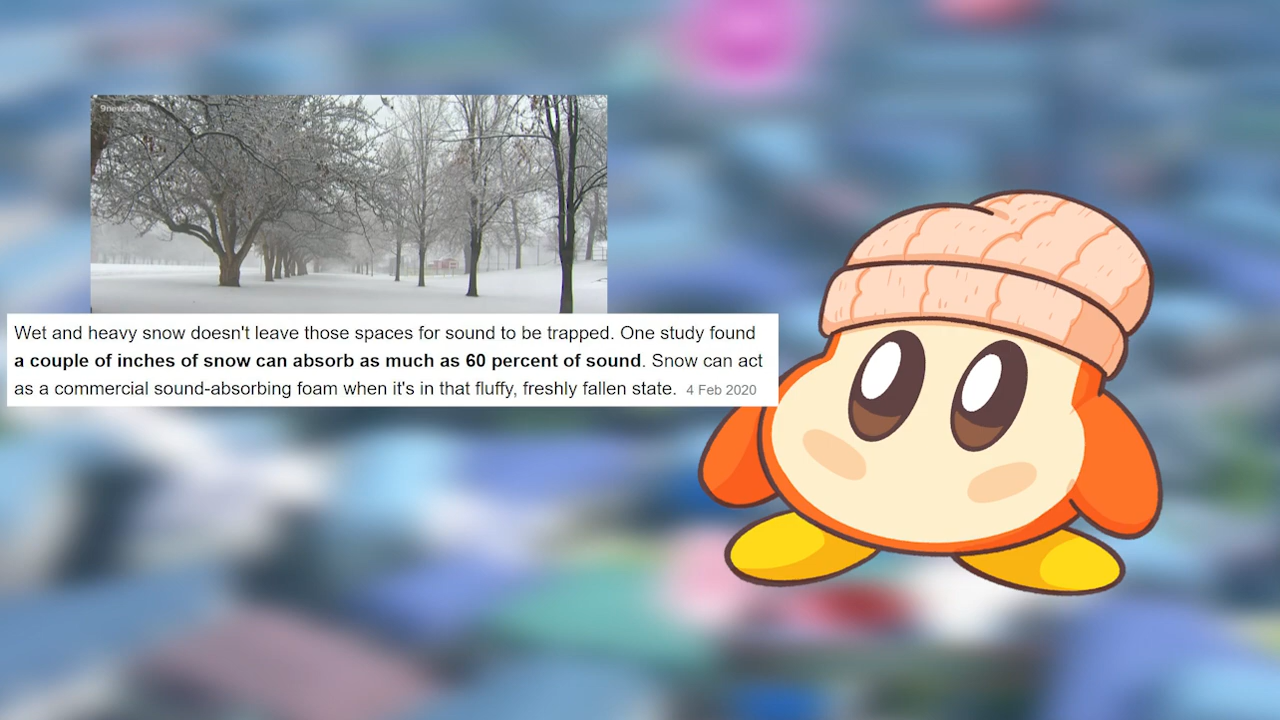 9news.com
Wet and heavy snow doesn't leave those spaces for sound to be trapped. One study found
a couple of inches of snow can absorb as much as 60 percent of sound. Snow can act
as a commercial sound-absorbing foam when it's in that fluffy, freshly fallen state. 4 Feb 2020